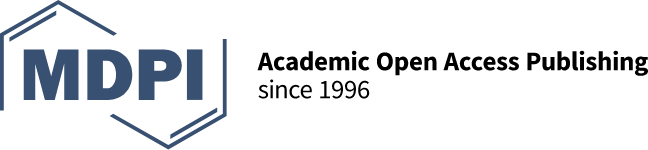 MDPI
Academic Open Access Publishing
since 1996